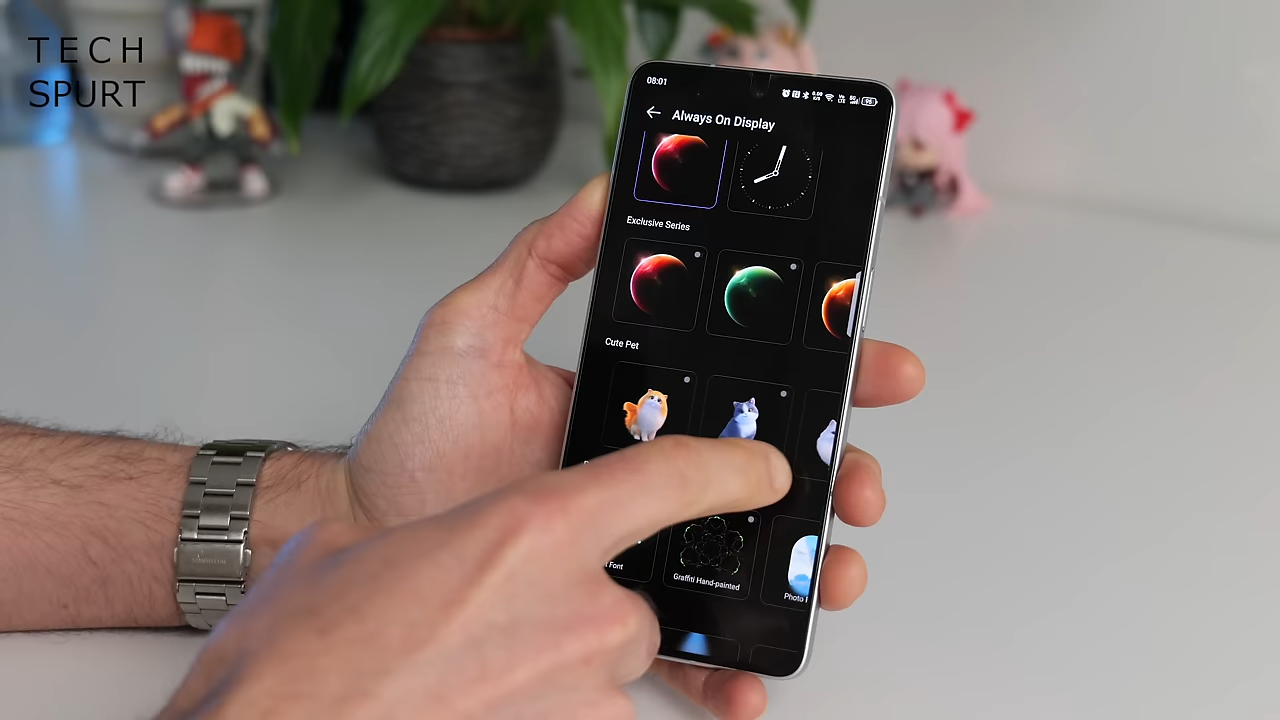 TECH
SPURT
08:01
Always On Display
Exclusive Series
Cute Pet
Font
Graffiti Hand-painted
Photo